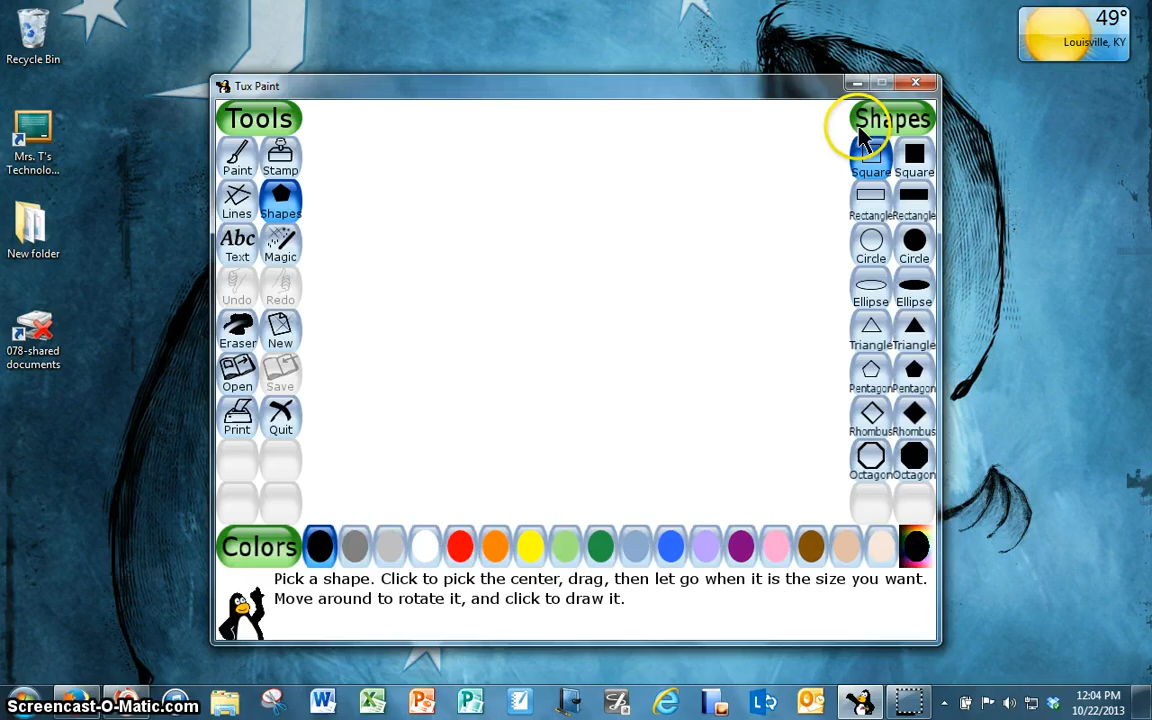 Recycle Bin
Mrs. T's
Technolo...
New folder
078-shared
documents
49°
Louisville, KY
Tux Paint
Tools
Paint Stamp
Lines Shapes
Text Magic
Abc
Undo Redo
Eraser New
Open Save
Print Quit
Shapes
Square Square
Rectangle Rectangle
Circle Circle
Ellipse Ellipse
Triangle Triangle
Pentagon Pentagon
Rhombus Rhombus
Octagon Octagon
Colors
Pick a shape. Click to pick the center, drag, then let go when it is the size you want.
Move around to rotate it, and click to draw it.
12:04 PM
10/22/2013
Screencast-O-Matic.com